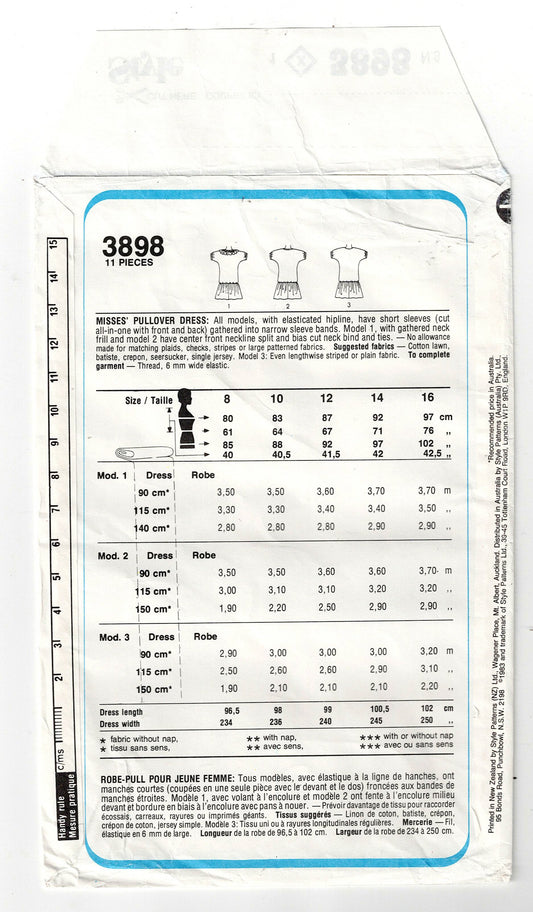 Style
1 X 3898 N3
CUT HERE COUPEZ ICI
3898
11 PIECES
1 2 3
MISSES' PULLOVER DRESS: All models, with elasticated hipline, have short sleeves (cut
all-in-one with front and back) gathered into narrow sleeve bands. Model 1, with gathered neck
frill and model 2 have center front neckline split and bias cut neck bind and ties. — No allowance
made for matching plaids, checks, stripes or large patterned fabrics. Suggested fabrics — Cotton lawn,
batiste, crepon, seersucker, single jersey. Model 3: Even lengthwise striped or plain fabric. To complete
garment — Thread, 6 mm wide elastic.
Size / Taille 8 10 12 14 16
80 83 87 92 97 cm
61 64 67 71 76 „
85 88 92 97 102 „
40 40,5 41,5 42 42,5 „
Mod. 1 Dress Robe
90 cm* 3,50 3,50 3,60 3,70 3,70 m
115 cm* 3,30 3,30 3,40 3,40 3,50 „
140 cm* 2,80 2,80 2,80 2,90 2,90 „
Mod. 2 Dress Robe
90 cm* 3,50 3,50 3,60 3,60 3,70 m
115 cm* 3,00 3,10 3,10 3,20 3,20 „
150 cm* 1,90 2,20 2,50 2,90 2,90 „
Mod. 3 Dress Robe
90 cm* 2,90 3,00 3,00 3,00 3,20 m
115 cm* 2,50 2,60 2,60 2,90 3,10 „
150 cm* 1,90 2,10 2,10 2,10 2,20 „
Dress length 96,5 98 99 100,5 102 cm
Dress width 234 236 240 245 250 „
* fabric without nap, ** with nap, *** with or without nap
* tissu sans sens, ** avec sens, *** avec ou sans sens
ROBE-PULL POUR JEUNE FEMME: Tous modèles, avec élastique à la ligne de hanches, ont
manches courtes (coupées en une seule pièce avec le devant et le dos) froncées aux bandes de
manches étroites. Modèle 1, avec volant à l'encolure et modèle 2 ont fente à l'encolure milieu
devant et bordure en biais à l'encolure avec pans à nouer. — Prévoir davantage de tissu pour raccorder
écossais, carreaux, rayures ou imprimés géants. Tissus suggérés — Linon de coton, batiste, crépon,
crépon de coton, jersey simple. Modèle 3: Tissu uni ou à rayures longitudinales régulières. Mercerie — Fil,
élastique en 6 mm de large. Longueur de la robe de 96,5 à 102 cm. Largeur de la robe de 234 à 250 cm.
Handy rule c/ms 2 3 4 5 6 7 8 9 10 11 12 13 14 15
Mesure pratique
*Recommended price in Australia.
Printed in New Zealand by Style Patterns (NZ) Ltd., Wagener Place, Mt. Albert, Auckland. Distributed in Australia by Style Patterns (Australia) Pty. Ltd.,
95 Bonds Road, Punchbowl, N.S.W. 2196 ©1983 and trademark of Style Patterns Ltd., 39-45 Tottenham Court Road, London W1P 9RD, England.